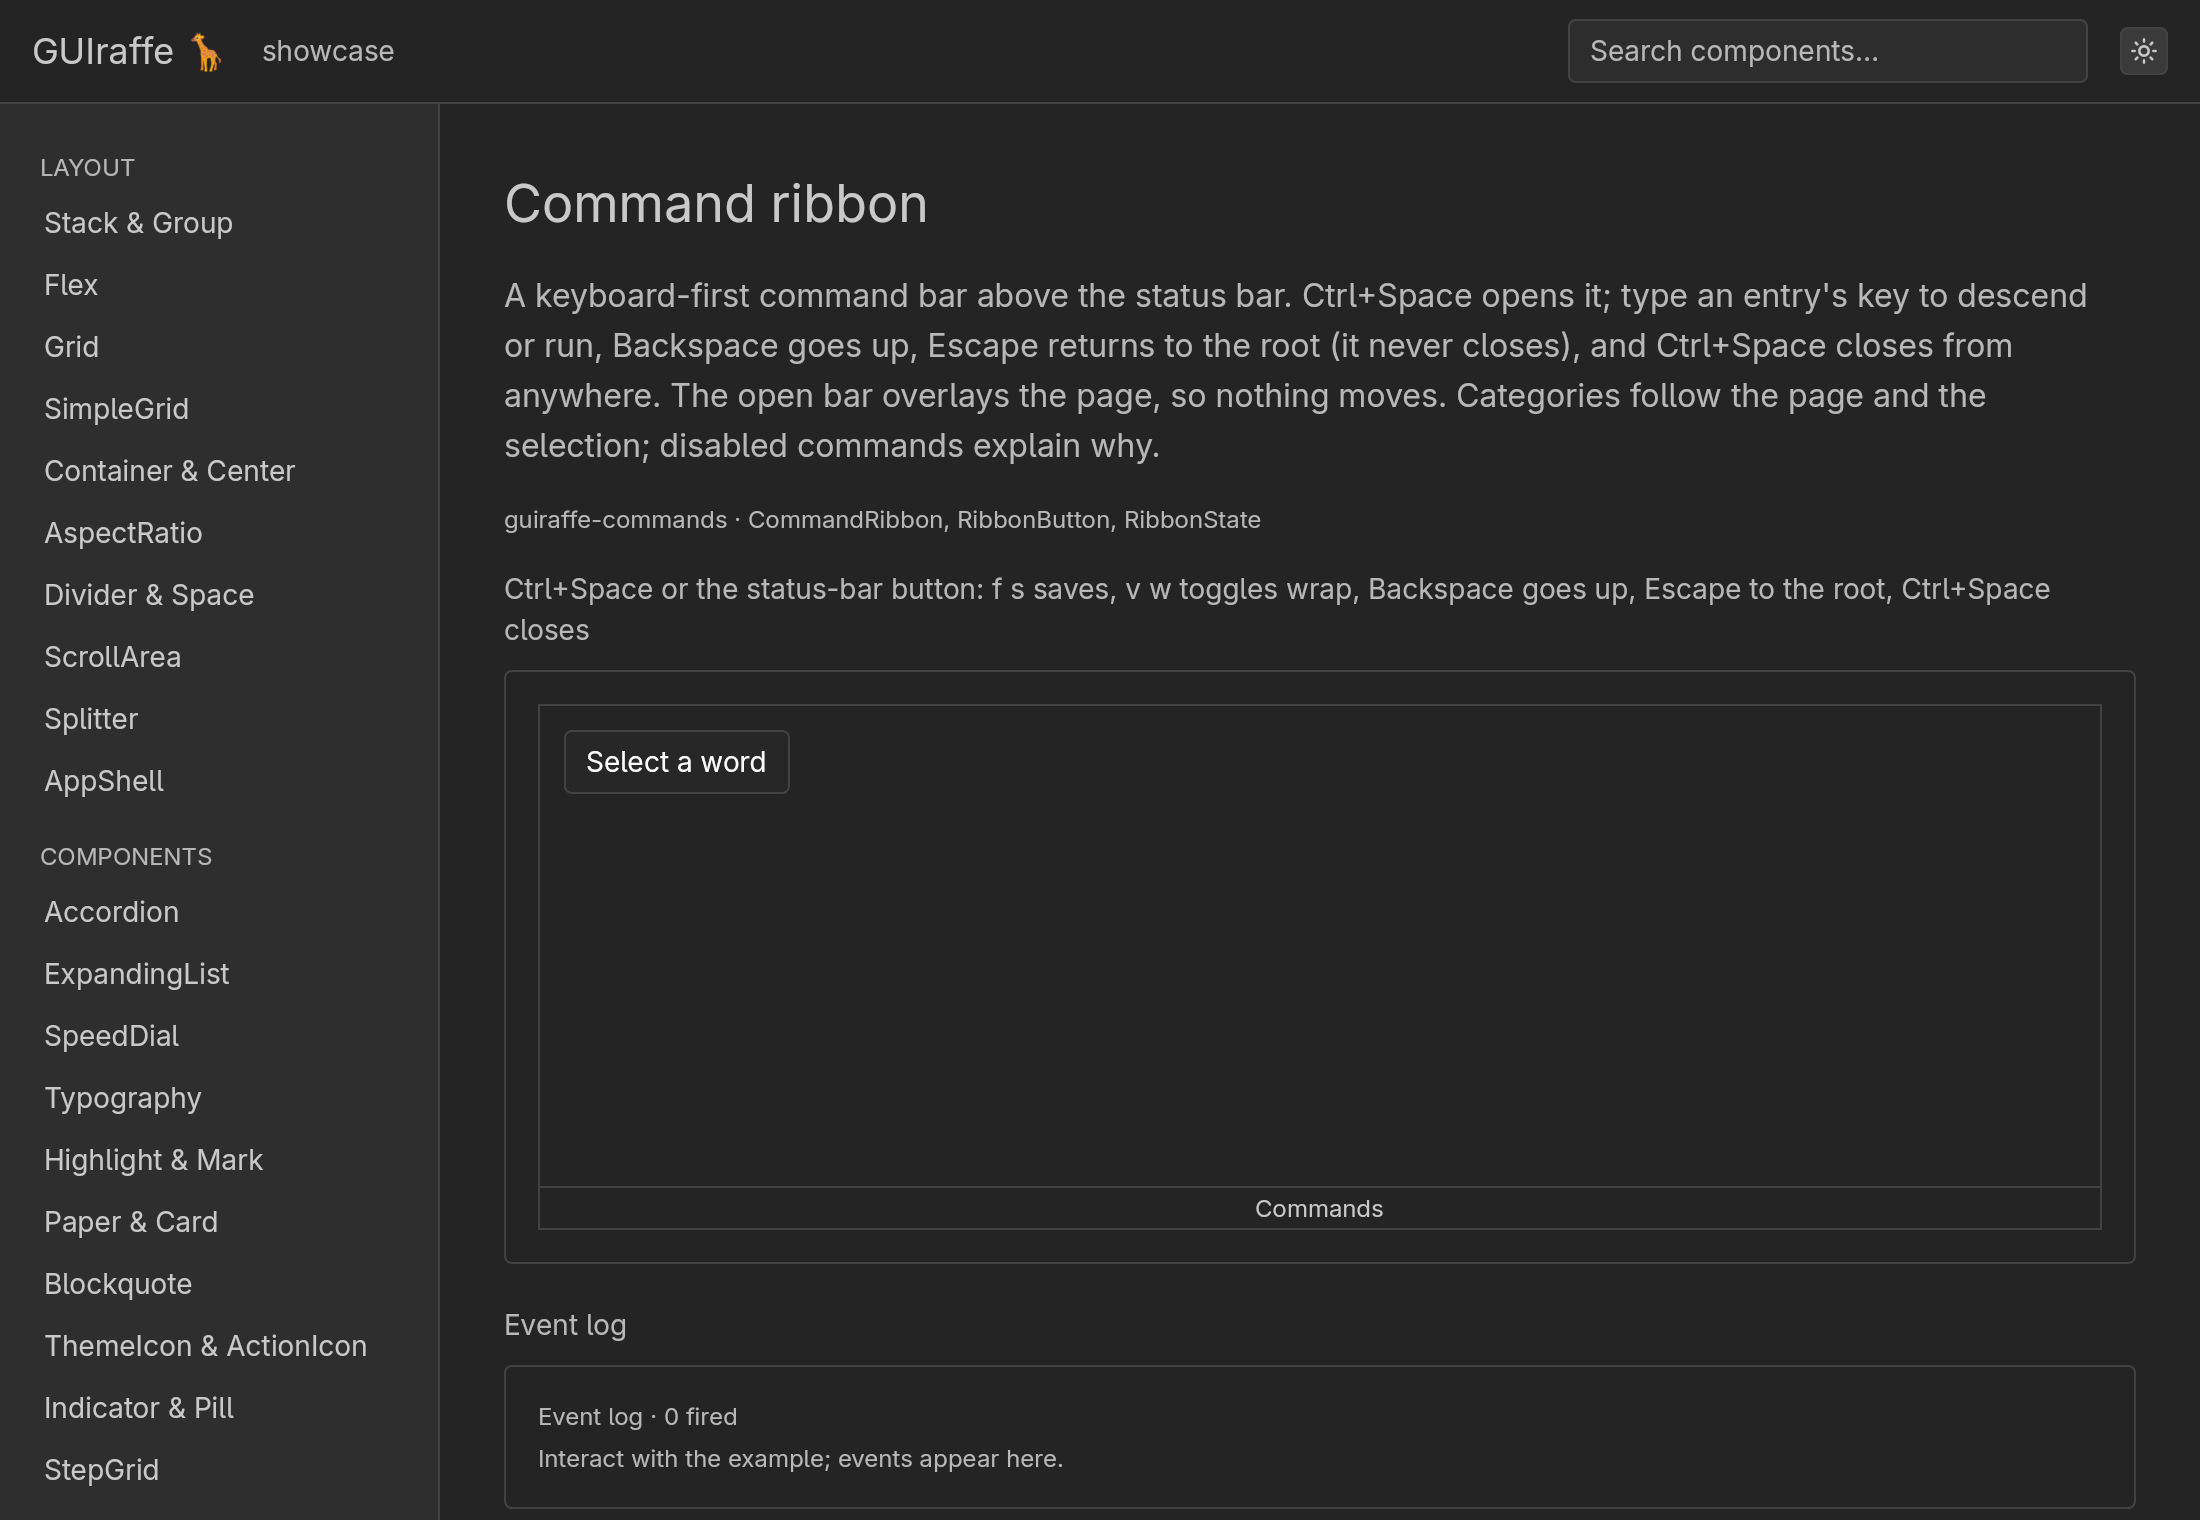 GUIraffe 🦒 showcase
Search components...
LAYOUT
Stack & Group
Flex
Grid
SimpleGrid
Container & Center
AspectRatio
Divider & Space
ScrollArea
Splitter
AppShell
COMPONENTS
Accordion
ExpandingList
SpeedDial
Typography
Highlight & Mark
Paper & Card
Blockquote
ThemeIcon & ActionIcon
Indicator & Pill
StepGrid
Command ribbon
A keyboard-first command bar above the status bar. Ctrl+Space opens it; type an entry's key to descend
or run, Backspace goes up, Escape returns to the root (it never closes), and Ctrl+Space closes from
anywhere. The open bar overlays the page, so nothing moves. Categories follow the page and the
selection; disabled commands explain why.
guiraffe-commands · CommandRibbon, RibbonButton, RibbonState
Ctrl+Space or the status-bar button: f s saves, v w toggles wrap, Backspace goes up, Escape to the root, Ctrl+Space
closes
Select a word
Commands
Event log
Event log · 0 fired
Interact with the example; events appear here.